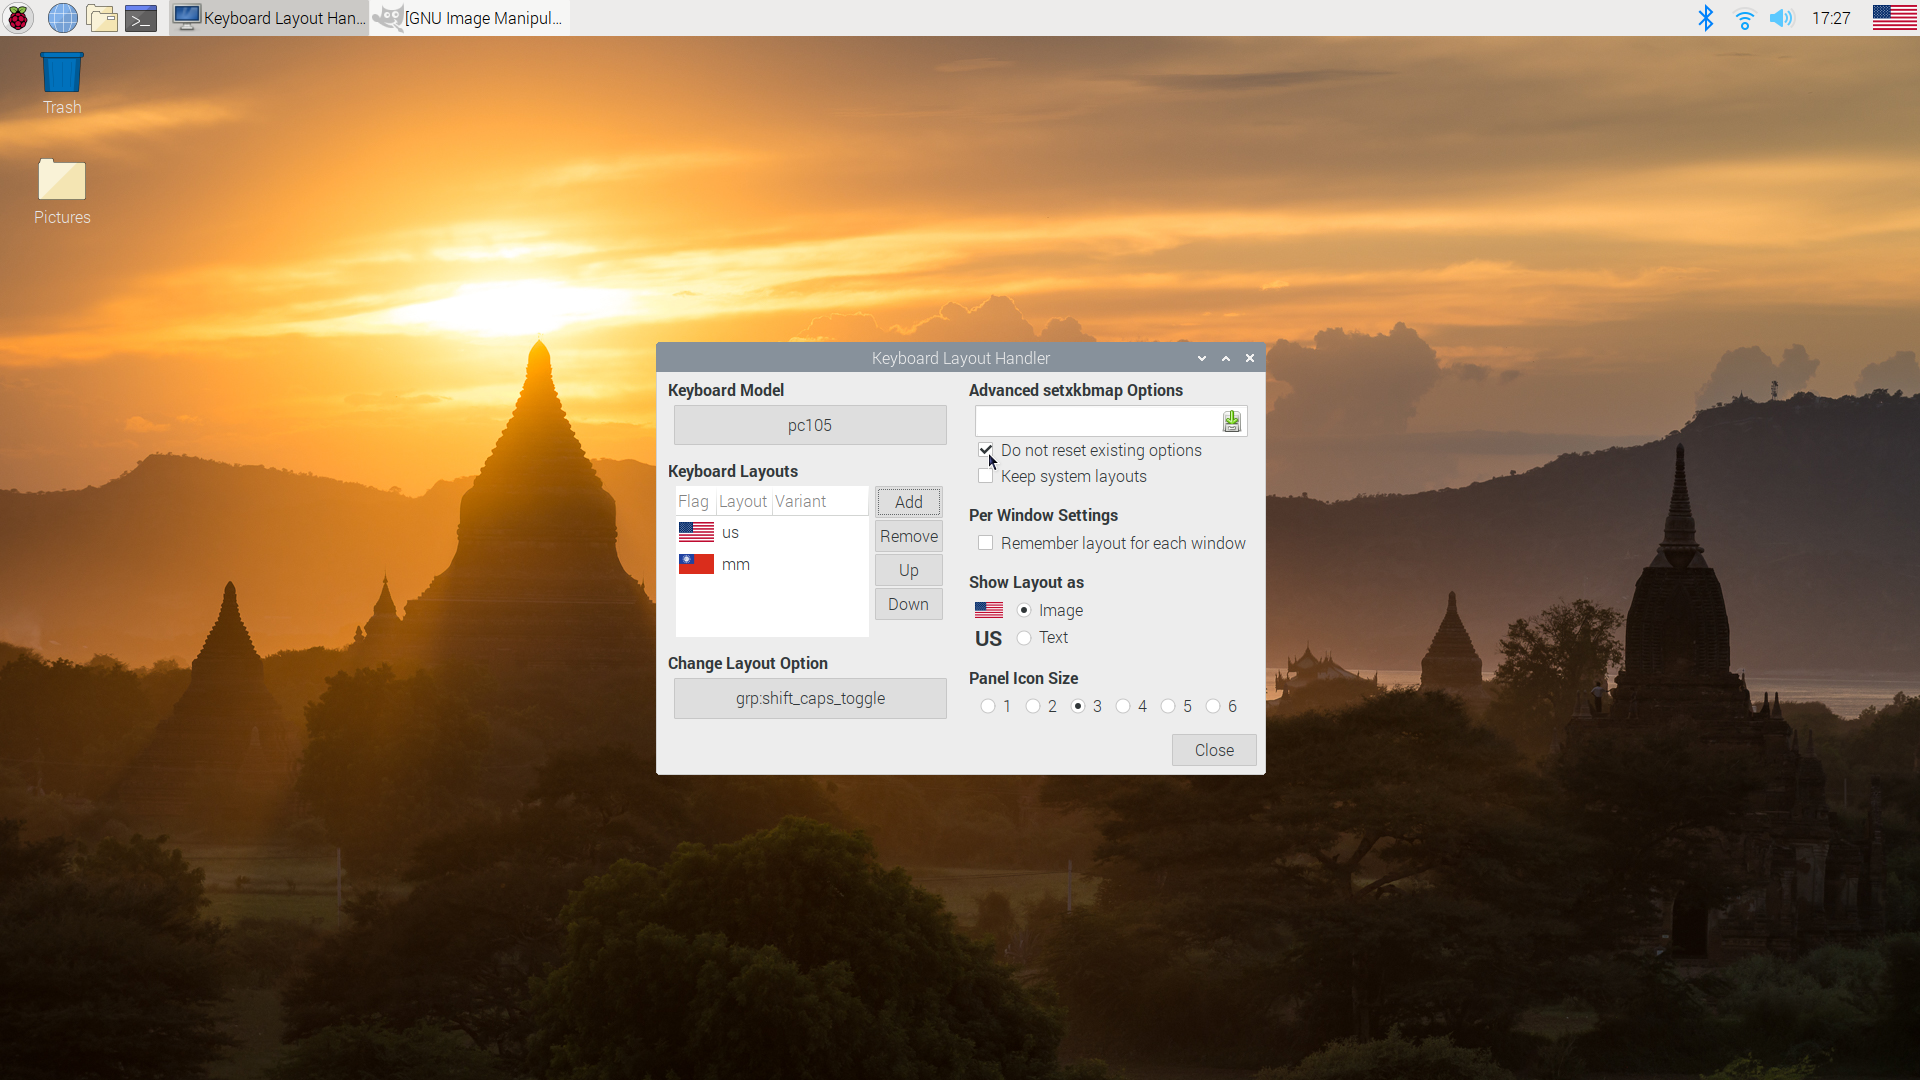 Keyboard Layout Han...
[GNU Image Manipul...
17:27
Trash
Pictures
Keyboard Layout Handler
Keyboard Model
pc105
Keyboard Layouts
Flag Layout Variant
us
mm
Add
Remove
Up
Down
Change Layout Option
grp:shift_caps_toggle
Advanced setxkbmap Options
Do not reset existing options
Keep system layouts
Per Window Settings
Remember layout for each window
Show Layout as
Image
US Text
Panel Icon Size
1 2 3 4 5 6
Close